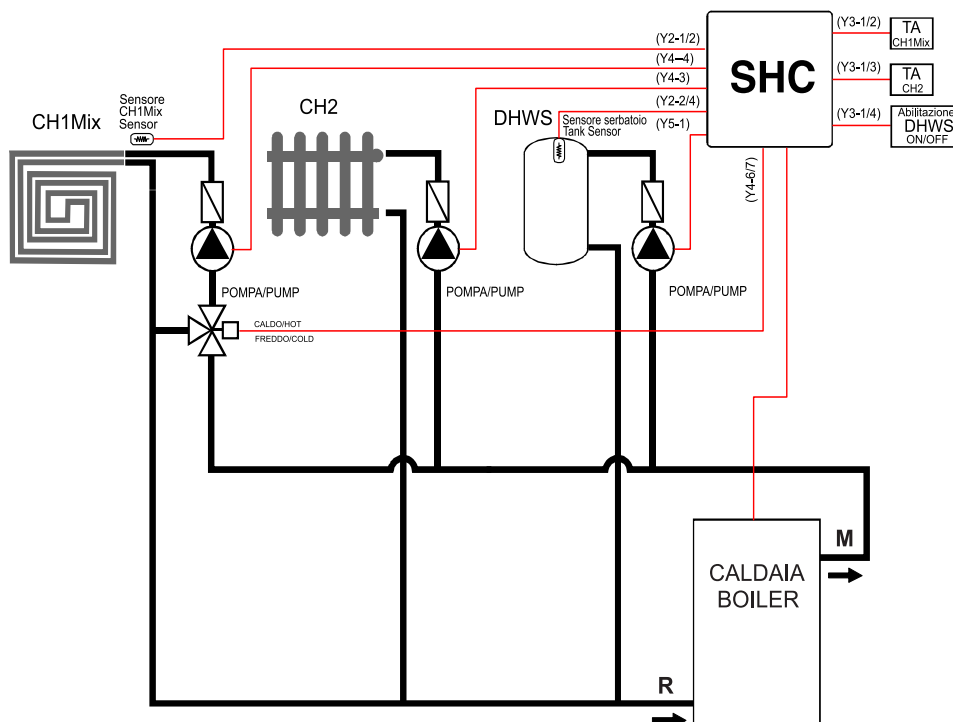 (Y2-1/2)
(Y4–4)
(Y4-3)
(Y2-2/4)
(Y5-1)
SHC
(Y3-1/2)
TA
CH1Mix
(Y3-1/3)
TA
CH2
(Y3-1/4)
Abilitazione
DHWS
ON/OFF
(Y4-6/7)
CH1Mix
Sensore
CH1Mix
Sensor
CH2
DHWS
Sensore serbatoio
Tank Sensor
POMPA/PUMP
POMPA/PUMP
POMPA/PUMP
CALDO/HOT
FREDDO/COLD
M
CALDAIA
BOILER
R